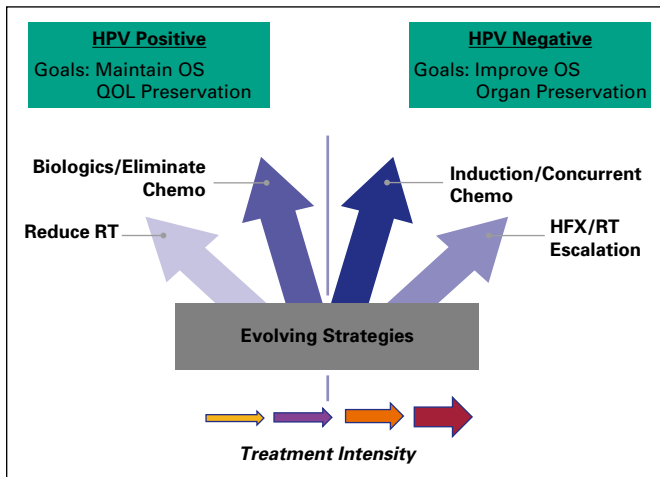 HPV Positive
Goals: Maintain OS
QOL Preservation
HPV Negative
Goals: Improve OS
Organ Preservation
Biologics/Eliminate
Chemo
Reduce RT
Induction/Concurrent
Chemo
HFX/RT
Escalation
Evolving Strategies
Treatment Intensity